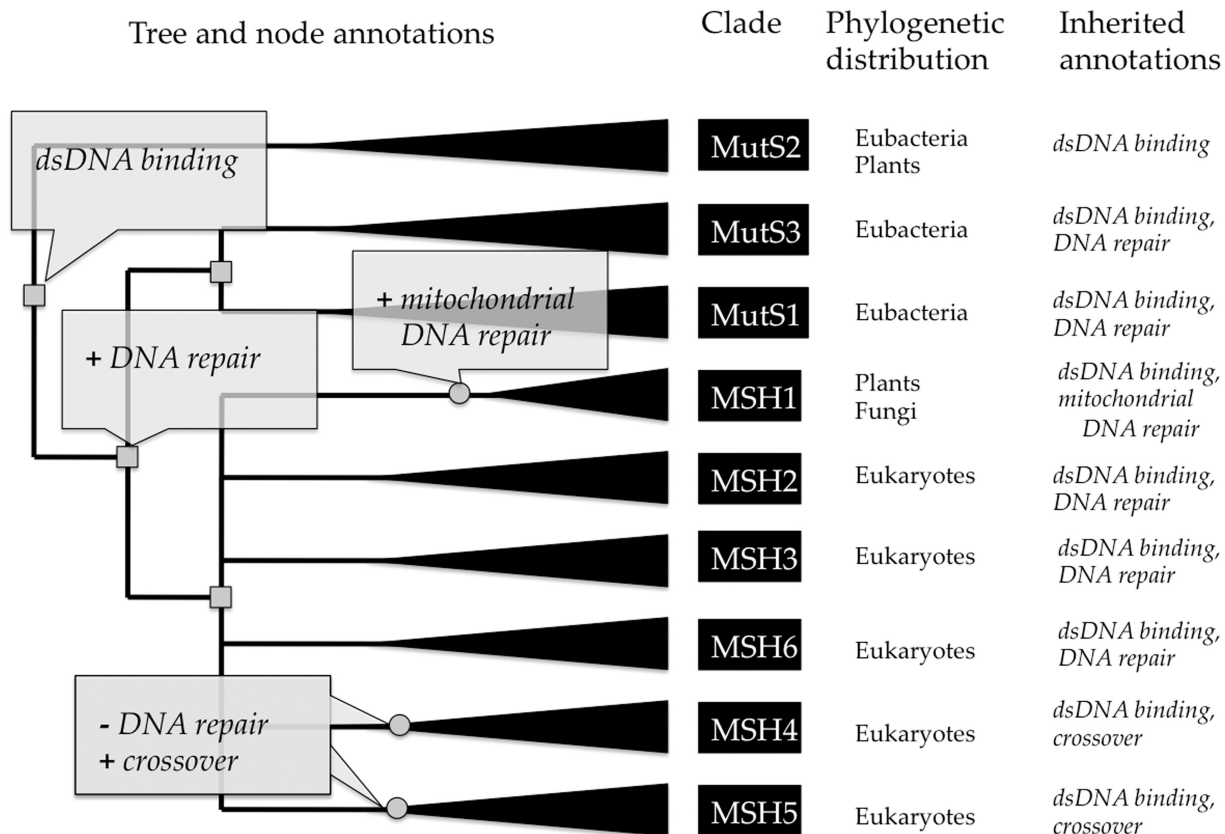 Tree and node annotations
Clade
Phylogenetic
distribution
Inherited
annotations
dsDNA binding
MutS2
Eubacteria
Plants
dsDNA binding
MutS3
Eubacteria
dsDNA binding,
DNA repair
+ mitochondrial
DNA repair
MutS1
Eubacteria
dsDNA binding,
DNA repair
+ DNA repair
MSH1
Plants
Fungi
dsDNA binding,
mitochondrial
DNA repair
MSH2
Eukaryotes
dsDNA binding,
DNA repair
MSH3
Eukaryotes
dsDNA binding,
DNA repair
MSH6
Eukaryotes
dsDNA binding,
DNA repair
- DNA repair
+ crossover
MSH4
Eukaryotes
dsDNA binding,
crossover
MSH5
Eukaryotes
dsDNA binding,
crossover